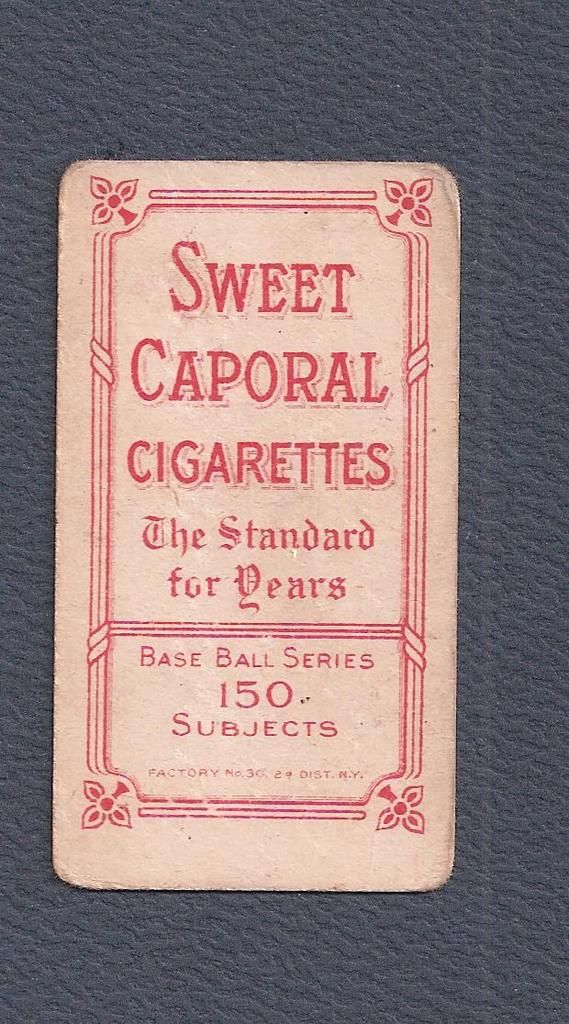 SWEET
CAPORAL
CIGARETTES
The Standard
for Years
BASE BALL SERIES
150
SUBJECTS
FACTORY No. 30, 2d DIST. N.Y.